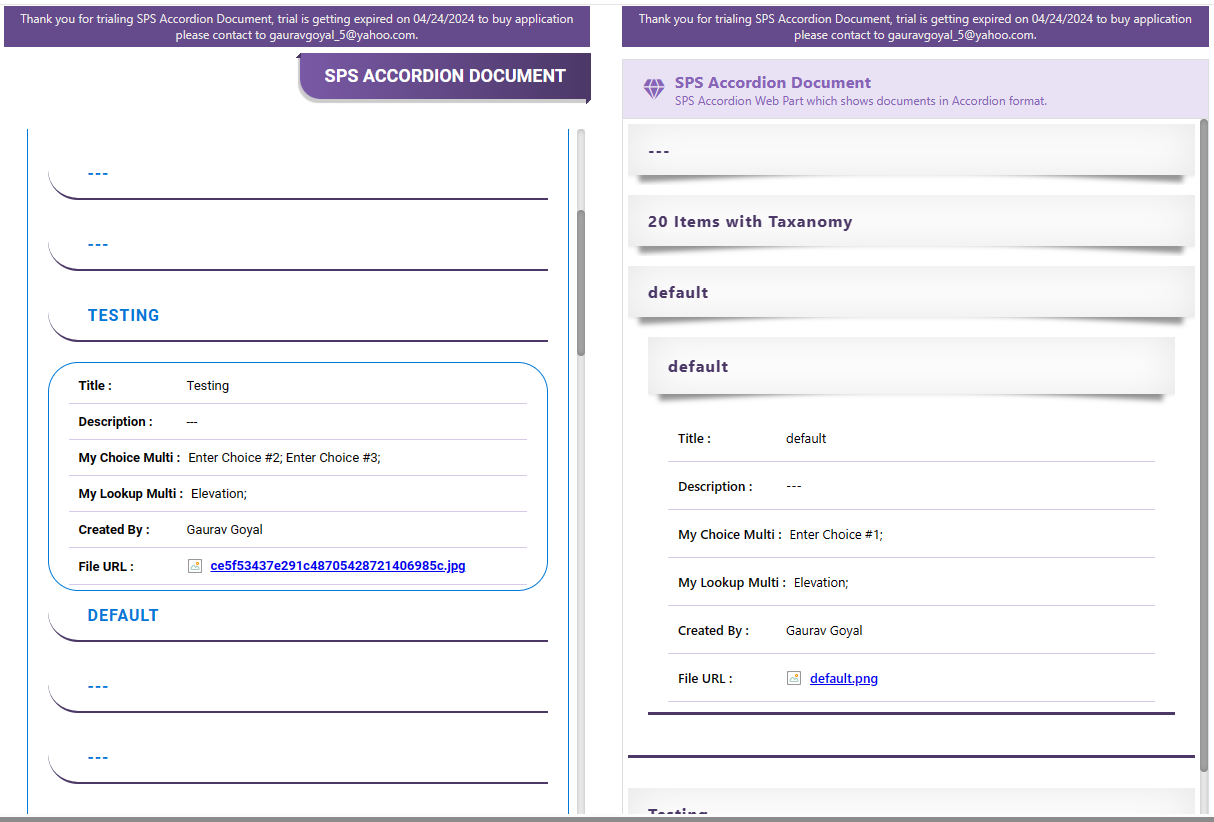 Thank you for trialing SPS Accordion Document, trial is getting expired on 04/24/2024 to buy application
please contact to gauravgoyal_5@yahoo.com.
SPS ACCORDION DOCUMENT
---
---
TESTING
Title : Testing
Description : ---
My Choice Multi : Enter Choice #2; Enter Choice #3;
My Lookup Multi : Elevation;
Created By : Gaurav Goyal
File URL : ce5f53437e291c48705428721406985c.jpg
DEFAULT
---
---
Thank you for trialing SPS Accordion Document, trial is getting expired on 04/24/2024 to buy application
please contact to gauravgoyal_5@yahoo.com.
SPS Accordion Document
SPS Accordion Web Part which shows documents in Accordion format.
---
20 Items with Taxanomy
default
default
Title : default
Description : ---
My Choice Multi : Enter Choice #1;
My Lookup Multi : Elevation;
Created By : Gaurav Goyal
File URL : default.png
Testing